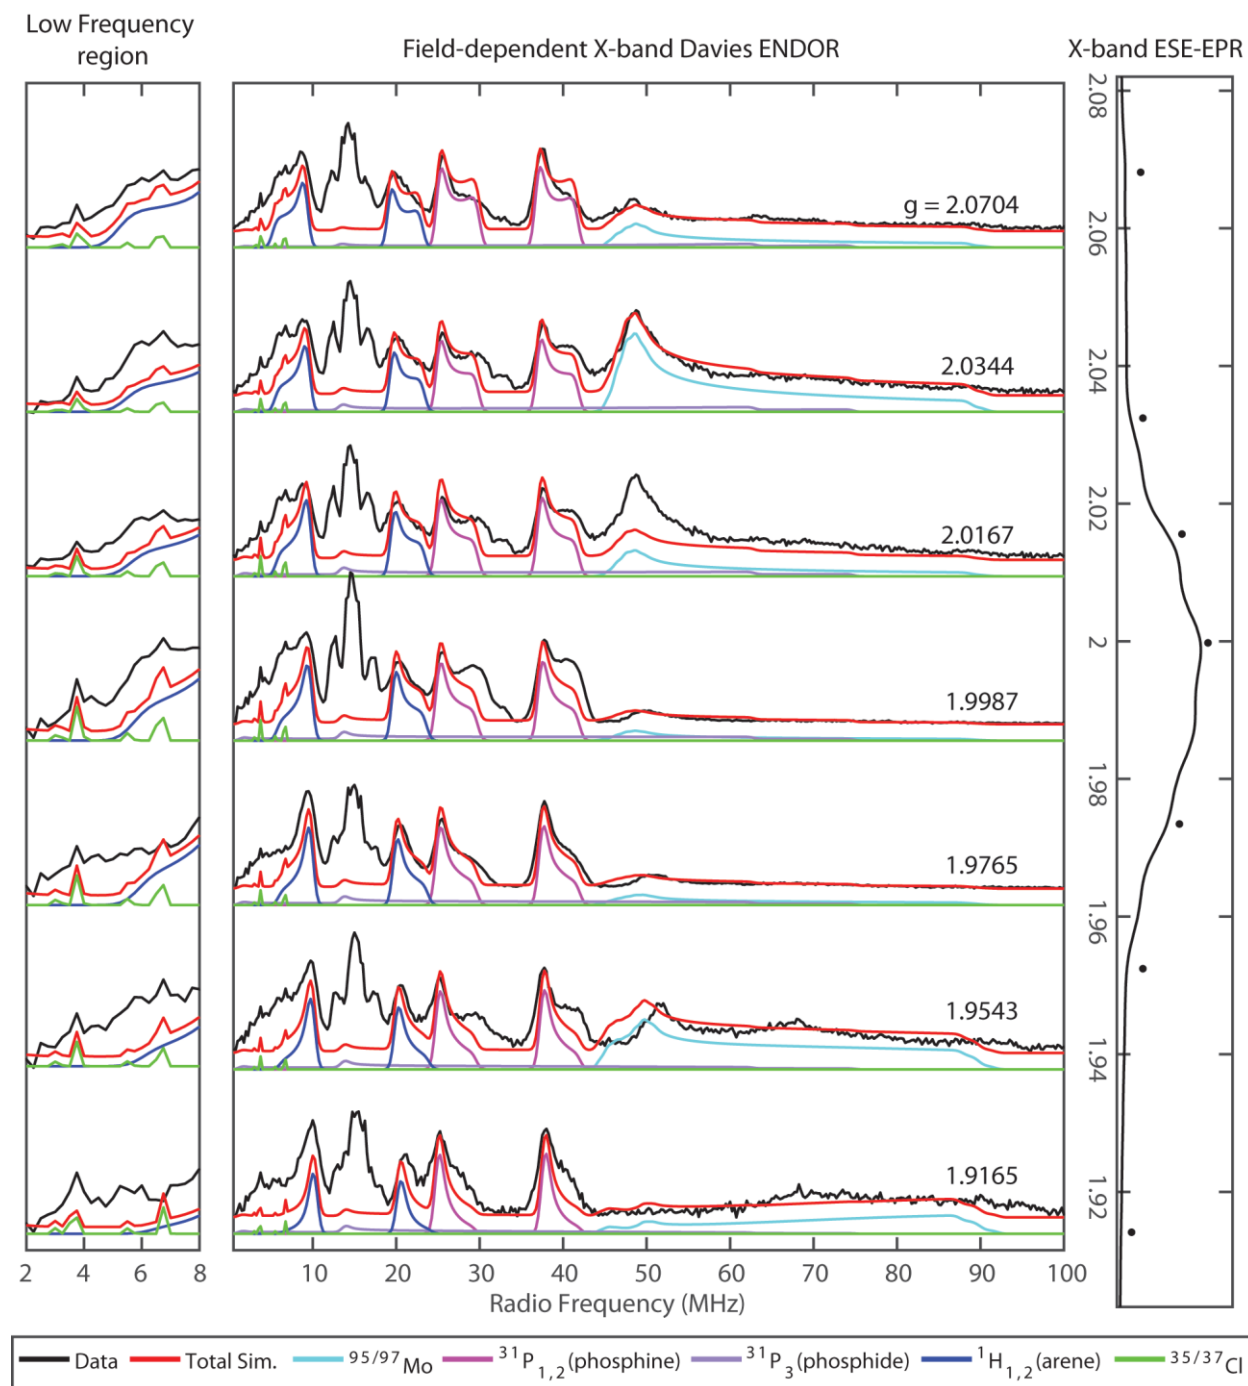 Low Frequency
region
Field-dependent X-band Davies ENDOR
X-band ESE-EPR
g = 2.0704
2.0344
2.0167
1.9987
1.9765
1.9543
1.9165
2.08
2.06
2.04
2.02
2
1.98
1.96
1.94
1.92
2 4 6 8
10 20 30 40 50 60 70 80 90 100
Radio Frequency (MHz)
Data Total Sim. 95/97Mo 31P1,2(phosphine) 31P3(phosphide) 1H1,2(arene) 35/37Cl